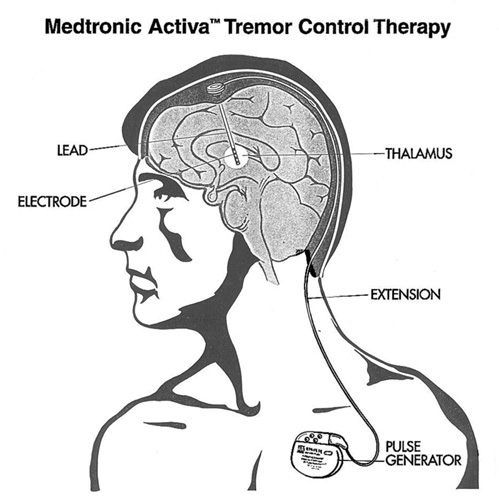 Medtronic Activa™ Tremor Control Therapy
LEAD
THALAMUS
ELECTRODE
EXTENSION
PULSE
GENERATOR